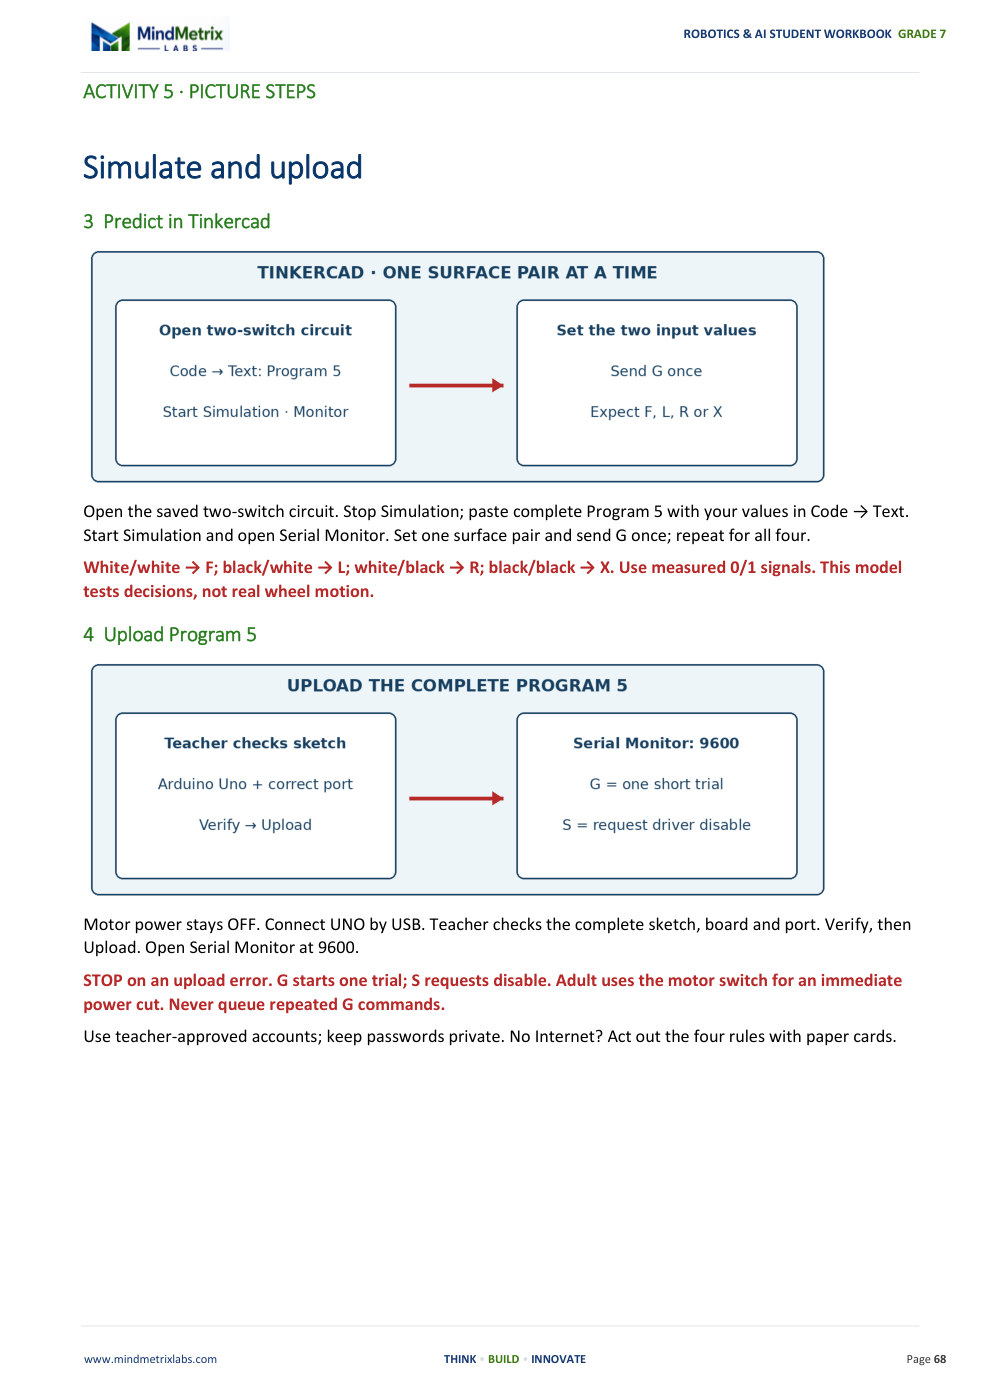 MindMetrix
LABS
ROBOTICS & AI STUDENT WORKBOOK GRADE 7
ACTIVITY 5 · PICTURE STEPS
Simulate and upload
3 Predict in Tinkercad
TINKERCAD · ONE SURFACE PAIR AT A TIME
Open two-switch circuit
Code → Text: Program 5
Start Simulation · Monitor
Set the two input values
Send G once
Expect F, L, R or X
Open the saved two-switch circuit. Stop Simulation; paste complete Program 5 with your values in Code → Text.
Start Simulation and open Serial Monitor. Set one surface pair and send G once; repeat for all four.
White/white → F; black/white → L; white/black → R; black/black → X. Use measured 0/1 signals. This model
tests decisions, not real wheel motion.
4 Upload Program 5
UPLOAD THE COMPLETE PROGRAM 5
Teacher checks sketch
Arduino Uno + correct port
Verify → Upload
Serial Monitor: 9600
G = one short trial
S = request driver disable
Motor power stays OFF. Connect UNO by USB. Teacher checks the complete sketch, board and port. Verify, then
Upload. Open Serial Monitor at 9600.
STOP on an upload error. G starts one trial; S requests disable. Adult uses the motor switch for an immediate
power cut. Never queue repeated G commands.
Use teacher-approved accounts; keep passwords private. No Internet? Act out the four rules with paper cards.
www.mindmetrixlabs.com
THINK • BUILD • INNOVATE
Page 68